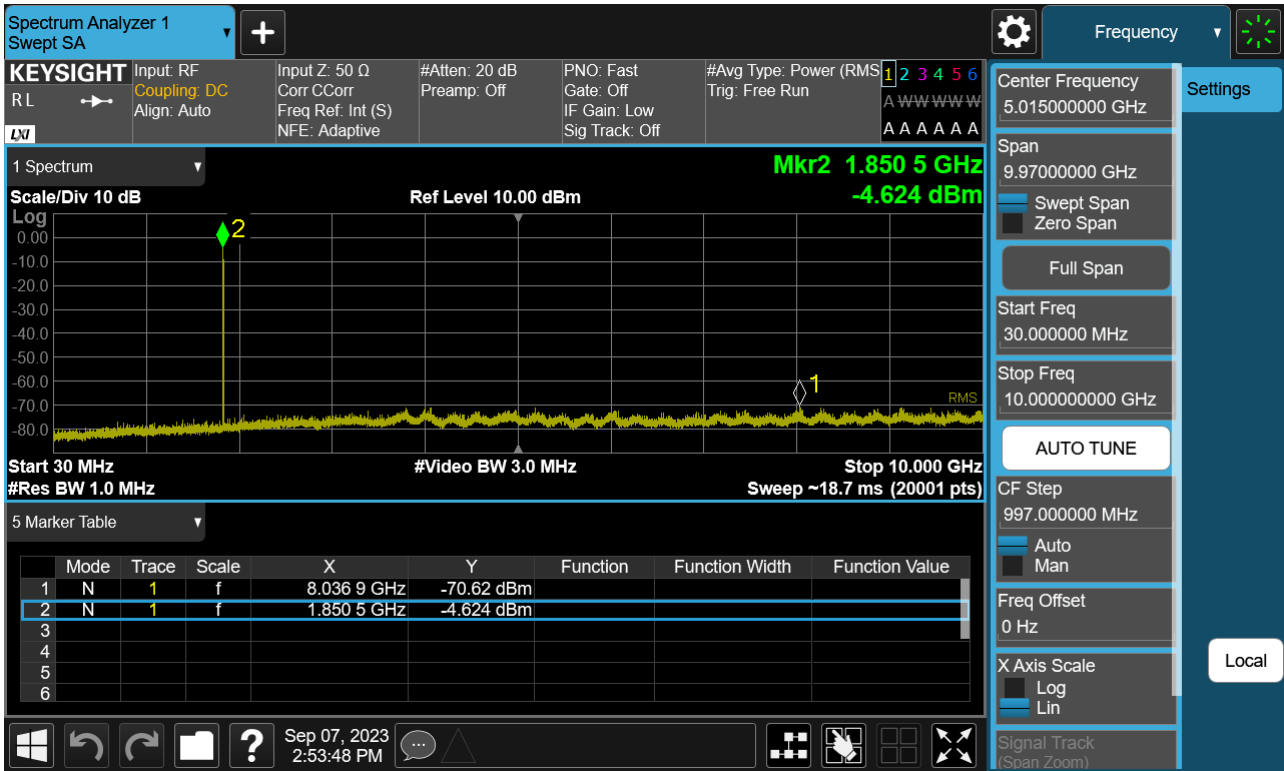 Spectrum Analyzer 1
Swept SA
Frequency
KEYSIGHT
R L
LXI
Input: RF
Coupling: DC
Align: Auto
Input Z: 50 Ω
Corr CCorr
Freq Ref: Int (S)
NFE: Adaptive
#Atten: 20 dB
Preamp: Off
PNO: Fast
Gate: Off
IF Gain: Low
Sig Track: Off
#Avg Type: Power (RMS
Trig: Free Run
1 2 3 4 5 6
A W W W W W
A A A A A A
1 Spectrum
Mkr2 1.850 5 GHz
Scale/Div 10 dB
Ref Level 10.00 dBm
-4.624 dBm
Log
0.00
-10.0
-20.0
-30.0
-40.0
-50.0
-60.0
-70.0
-80.0
2
1
RMS
Start 30 MHz
#Video BW 3.0 MHz
Stop 10.000 GHz
#Res BW 1.0 MHz
Sweep ~18.7 ms (20001 pts)
5 Marker Table
Mode Trace Scale X Y Function Function Width Function Value
1 N 1 f 8.036 9 GHz -70.62 dBm
2 N 1 f 1.850 5 GHz -4.624 dBm
3
4
5
6
Sep 07, 2023
2:53:48 PM
Center Frequency
5.015000000 GHz
Settings
Span
9.97000000 GHz
Swept Span
Zero Span
Full Span
Start Freq
30.000000 MHz
Stop Freq
10.000000000 GHz
AUTO TUNE
CF Step
997.000000 MHz
Auto
Man
Freq Offset
0 Hz
X Axis Scale
Log
Lin
Local
Signal Track
(Span Zoom)